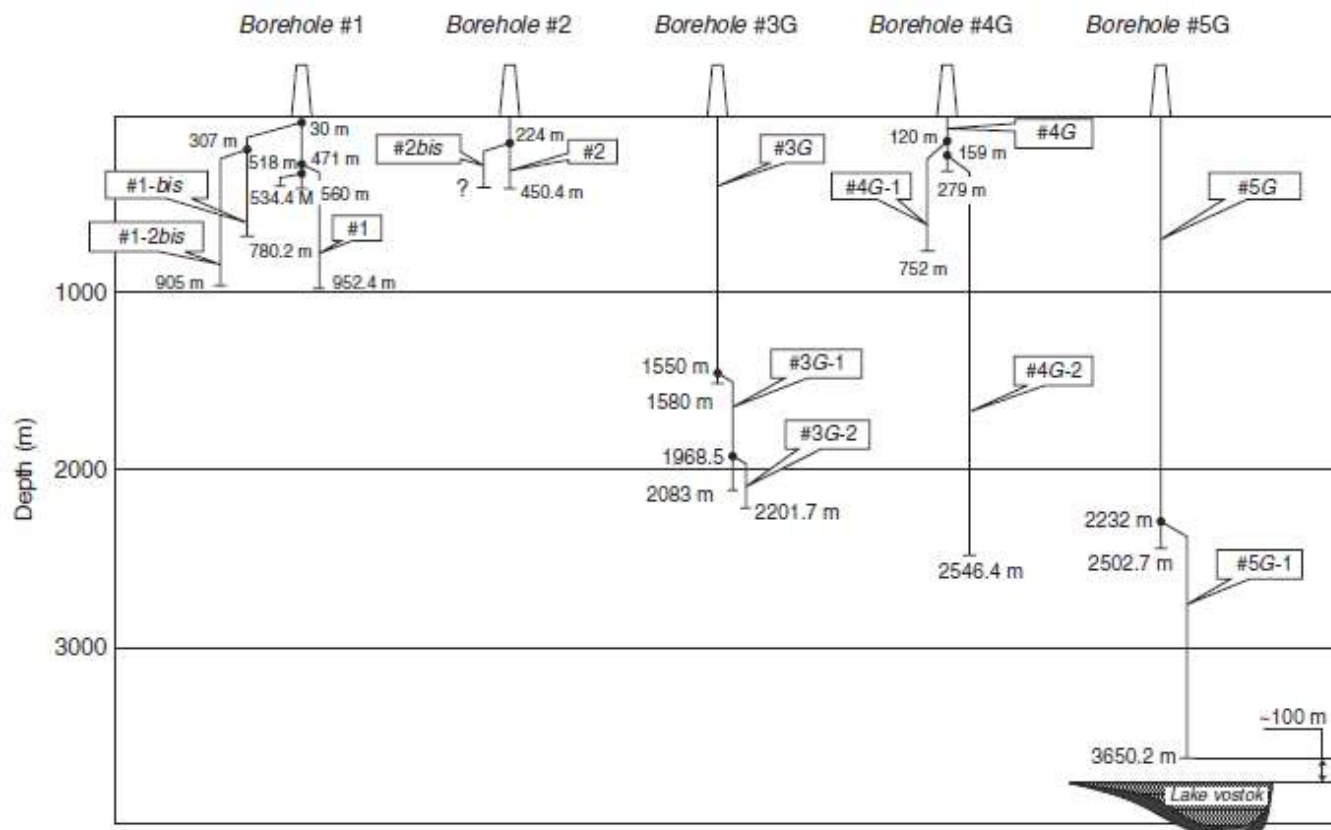 Borehole #1
Borehole #2
Borehole #3G
Borehole #4G
Borehole #5G
30 m
307 m
518 m
471 m
534.4 M
560 m
#1-bis
#1-2bis
#1
780.2 m
905 m
952.4 m
224 m
#2bis
#2
?
450.4 m
#3G
1550 m
1580 m
#3G-1
#3G-2
1968.5
2083 m
2201.7 m
120 m
#4G
159 m
279 m
#4G-1
752 m
#4G-2
2546.4 m
#5G
2232 m
2502.7 m
#5G-1
3650.2 m
~100 m
Lake vostok
Depth (m)
1000
2000
3000